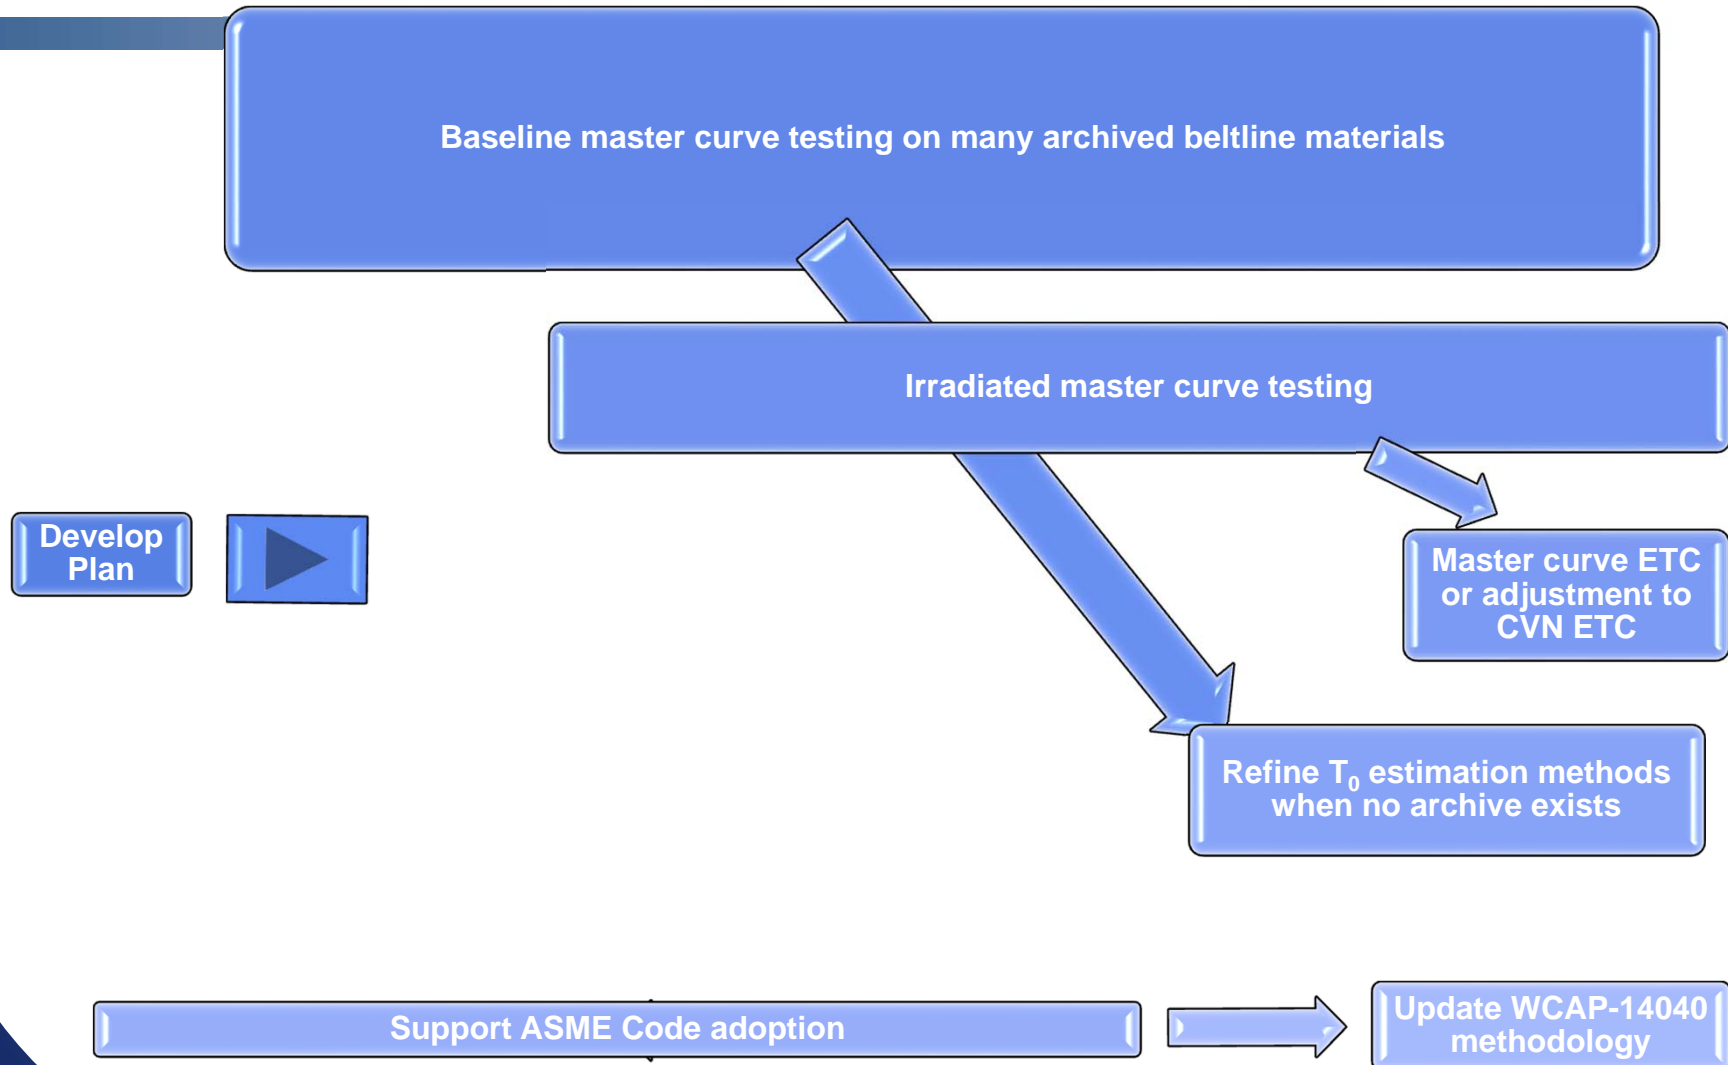 Baseline master curve testing on many archived beltline materials
Irradiated master curve testing
Develop
Plan
Master curve ETC
or adjustment to
CVN ETC
Refine T₀ estimation methods
when no archive exists
Support ASME Code adoption
Update WCAP-14040
methodology